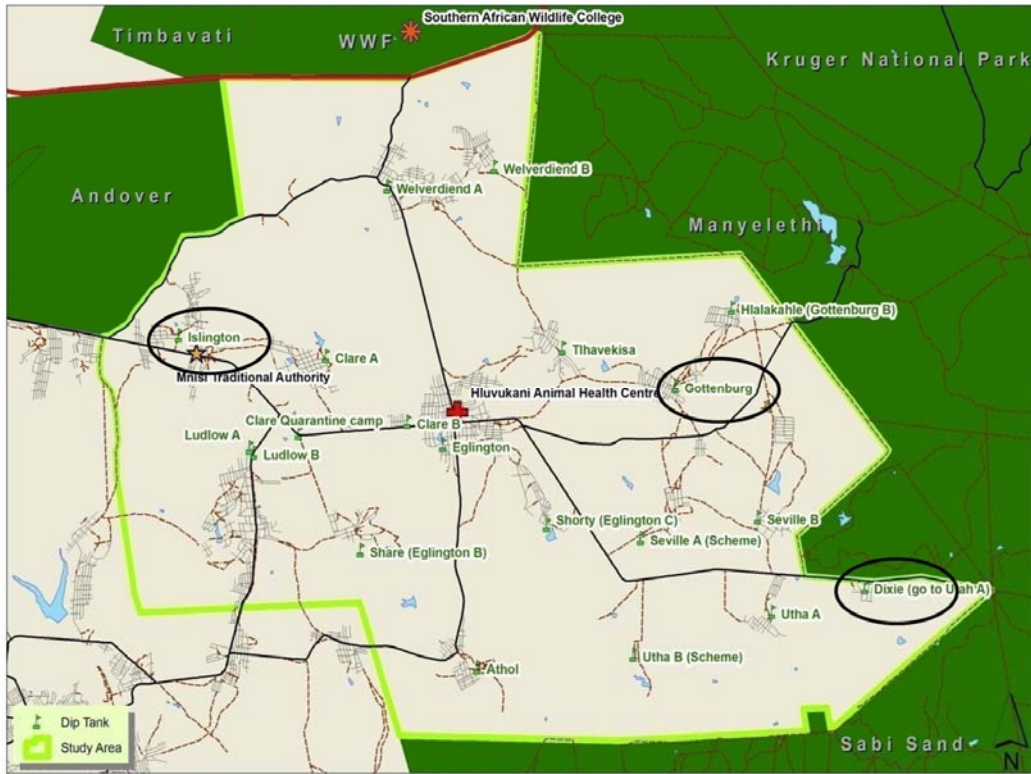 Southern African Wildlife College
Timbavati
WWF
Kruger National Park
Welverdiend B
Welverdiend A
Andover
Manyelethi
Hlalakahle (Gottenburg B)
Islington
Tlhavekisa
Clare A
Mnisi Traditional Authority
Gottenburg
Hluvukani Animal Health Centre
Clare Quarantine camp
Clare B
Ludlow A
Eglington
Ludlow B
Shorty (Eglington C)
Seville B
Seville A (Scheme)
Share (Eglington B)
Dixie (go to Utah A)
Utha A
Utha B (Scheme)
Athol
Dip Tank
Study Area
Sabi Sand
N